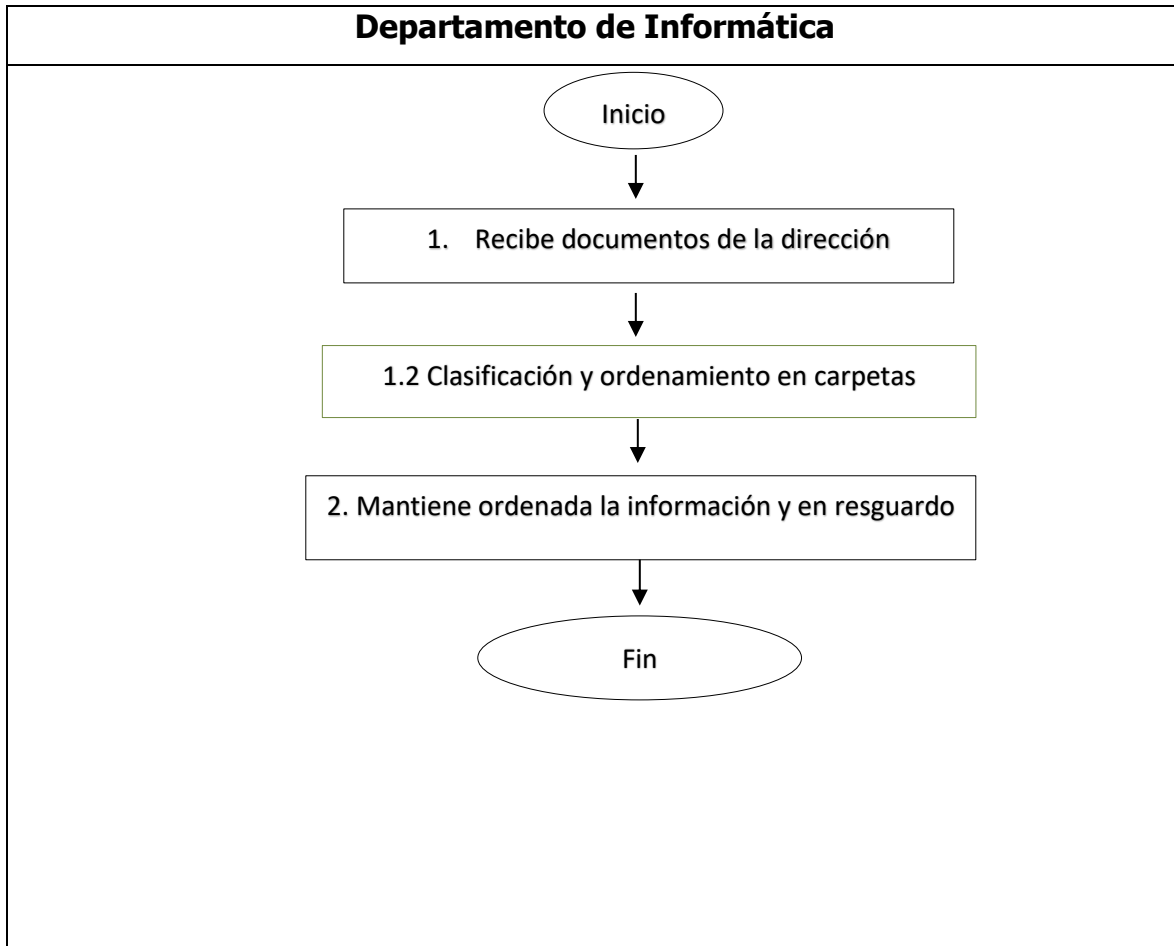 Departamento de Informática
Inicio
1. Recibe documentos de la dirección
1.2 Clasificación y ordenamiento en carpetas
2. Mantiene ordenada la información y en resguardo
Fin